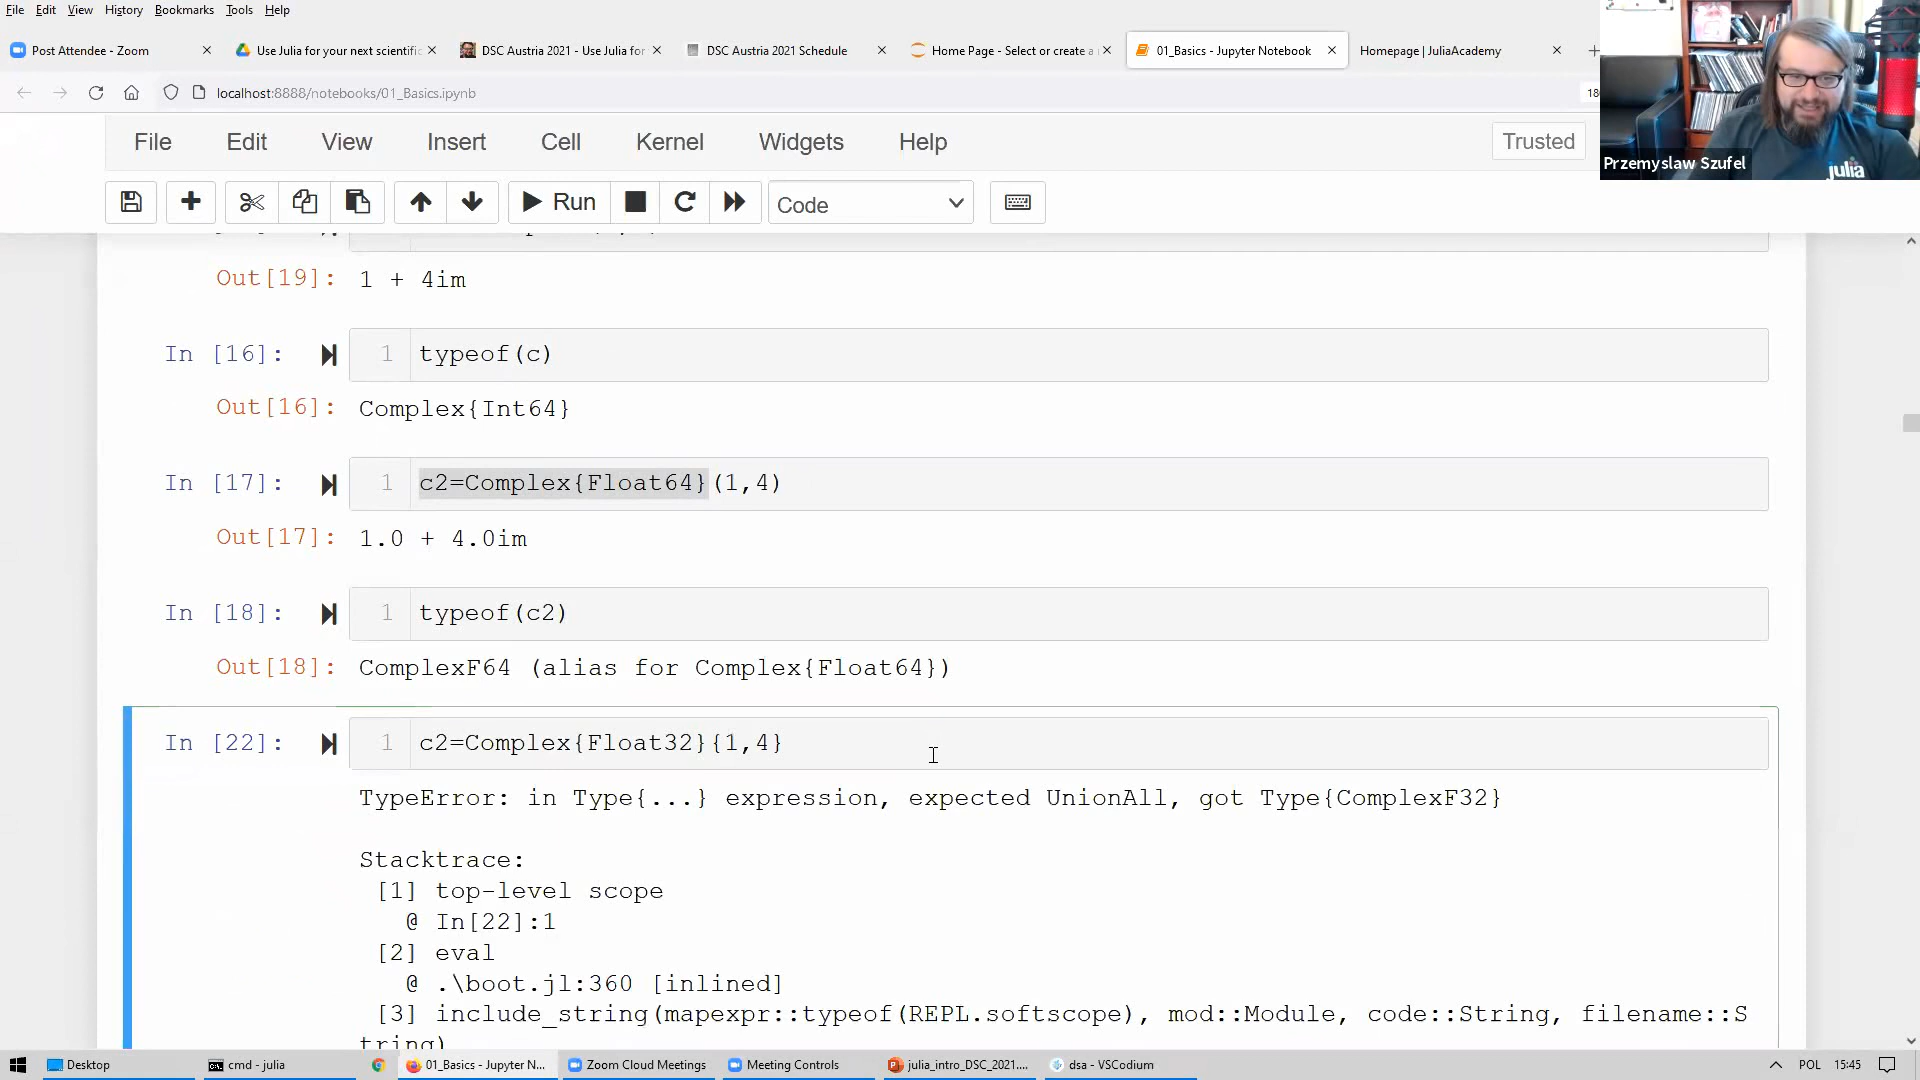 File Edit View History Bookmarks Tools Help
Post Attendee - Zoom
Use Julia for your next scientific
DSC Austria 2021 - Use Julia for
DSC Austria 2021 Schedule
Home Page - Select or create a
01_Basics - Jupyter Notebook
Homepage | JuliaAcademy
localhost:8888/notebooks/01_Basics.ipynb
File Edit View Insert Cell Kernel Widgets Help
Trusted
Przemyslaw Szufel
julia
Run
Code
Out[19]: 1 + 4im
In [16]: 1 typeof(c)
Out[16]: Complex{Int64}
In [17]: 1 c2=Complex{Float64}(1,4)
Out[17]: 1.0 + 4.0im
In [18]: 1 typeof(c2)
Out[18]: ComplexF64 (alias for Complex{Float64})
In [22]: 1 c2=Complex{Float32}{1,4}
TypeError: in Type{...} expression, expected UnionAll, got Type{ComplexF32}
Stacktrace:
[1] top-level scope
@ In[22]:1
[2] eval
@ .\boot.jl:360 [inlined]
[3] include_string(mapexpr::typeof(REPL.softscope), mod::Module, code::String, filename::S
tring)
Desktop
cmd - julia
01_Basics - Jupyter N...
Zoom Cloud Meetings
Meeting Controls
julia_intro_DSC_2021....
dsa - VSCodium
POL 15:45